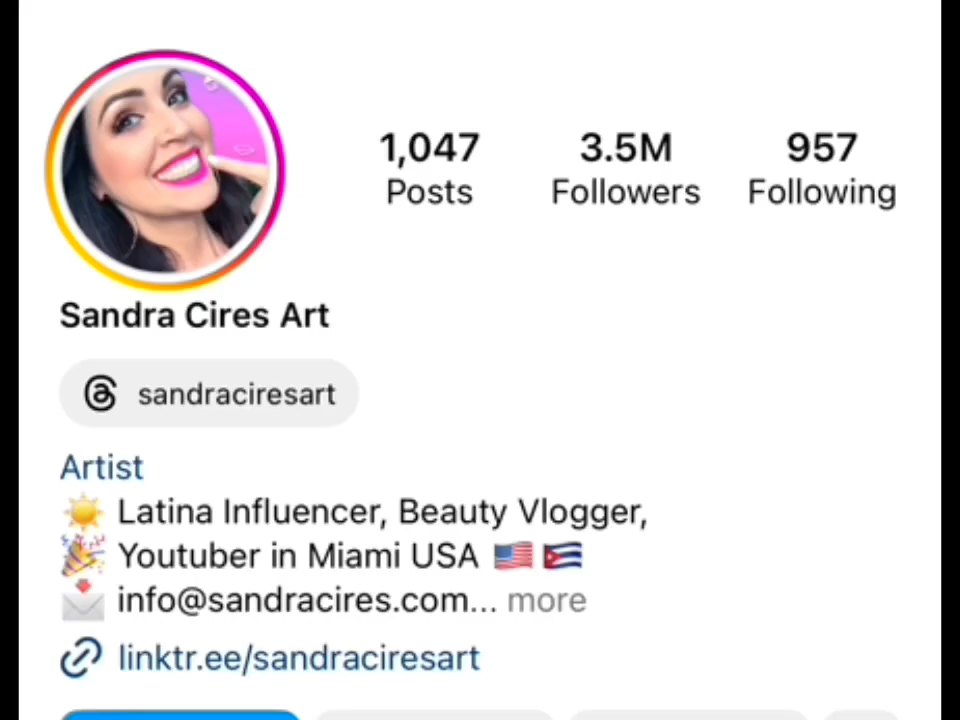 1,047 3.5M 957
Posts Followers Following
Sandra Cires Art
sandraciresart
Artist
☀️ Latina Influencer, Beauty Vlogger,
🎉 Youtuber in Miami USA 🇺🇸🇨🇺
📩 info@sandracires.com... more
linktr.ee/sandraciresart